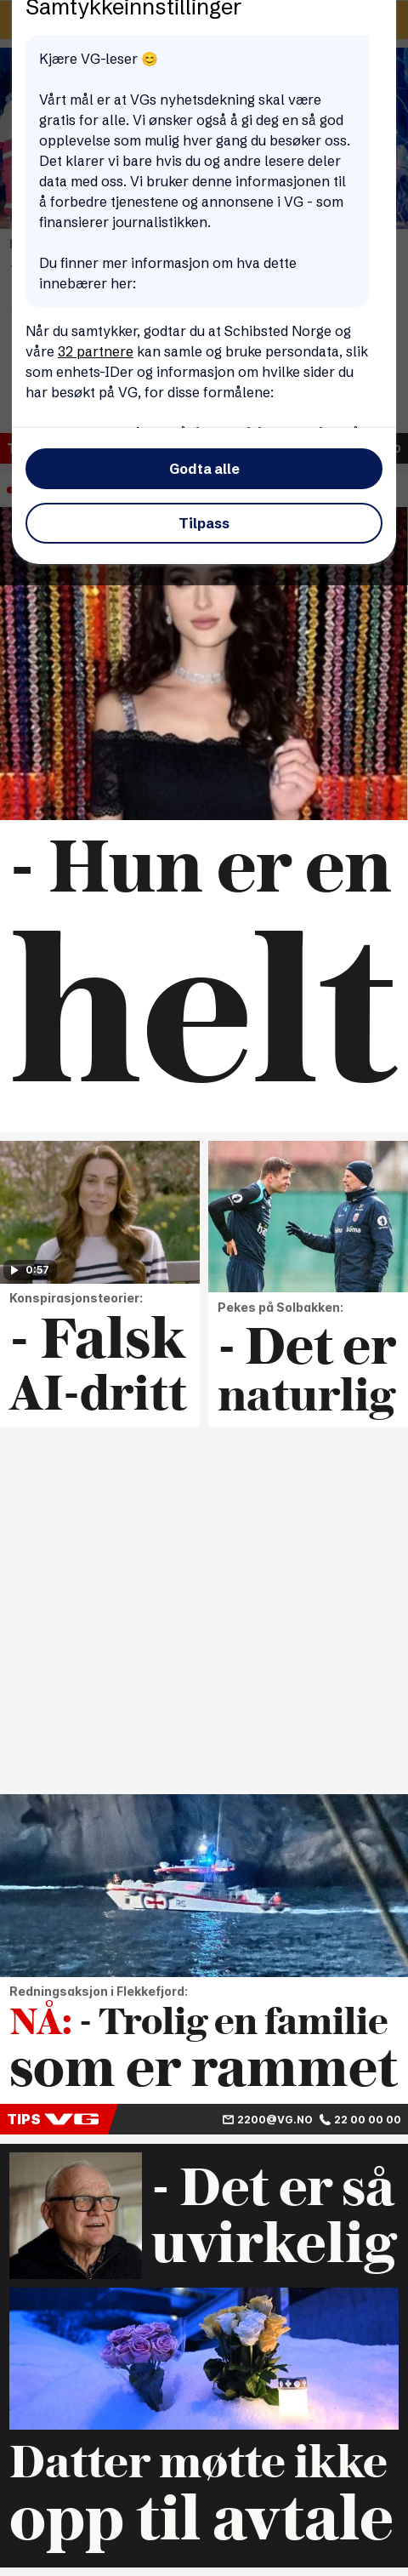 Samtykkeinnstillinger
Kjære VG-leser 😊
Vårt mål er at VGs nyhetsdekning skal være
gratis for alle. Vi ønsker også å gi deg en så god
opplevelse som mulig hver gang du besøker oss.
Det klarer vi bare hvis du og andre lesere deler
data med oss. Vi bruker denne informasjonen til
å forbedre tjenestene og annonsene i VG - som
finansierer journalistikken.
Du finner mer informasjon om hva dette
innebærer her:
Når du samtykker, godtar du at Schibsted Norge og
våre 32 partnere kan samle og bruke persondata, slik
som enhets-IDer og informasjon om hvilke sider du
har besøkt på VG, for disse formålene:
Godta alle
Tilpass
- Hun er en
helt
0:57
Konspirasjonsteorier:
- Falsk
AI-dritt
Pekes på Solbakken:
- Det er
naturlig
Redningsaksjon i Flekkefjord:
NÅ: - Trolig en familie
som er rammet
TIPS VG 2200@VG.NO 22 00 00 00
- Det er så
uvirkelig
Datter møtte ikke
opp til avtale